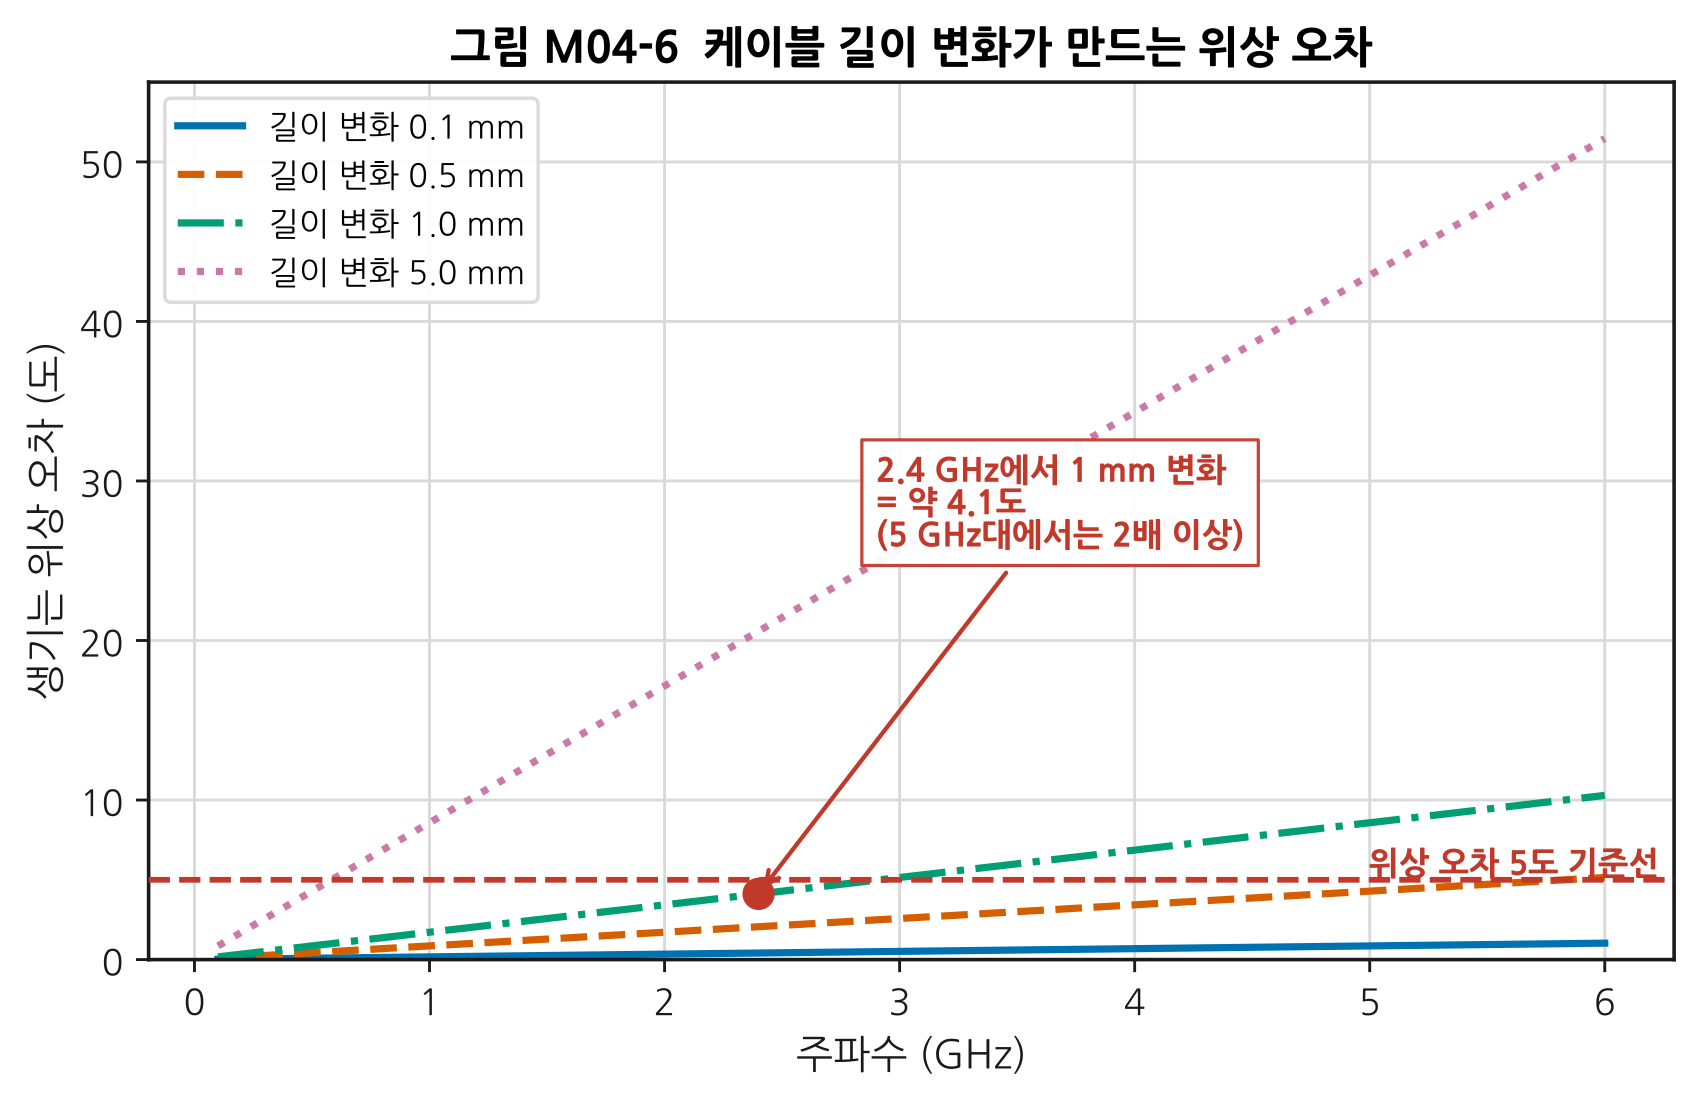 그림 M04-6 케이블 길이 변화가 만드는 위상 오차
길이 변화 0.1 mm
길이 변화 0.5 mm
길이 변화 1.0 mm
길이 변화 5.0 mm
생기는 위상 오차 (도)
50
40
30
20
10
0
2.4 GHz에서 1 mm 변화
= 약 4.1도
(5 GHz대에서는 2배 이상)
위상 오차 5도 기준선
0 1 2 3 4 5 6
주파수 (GHz)